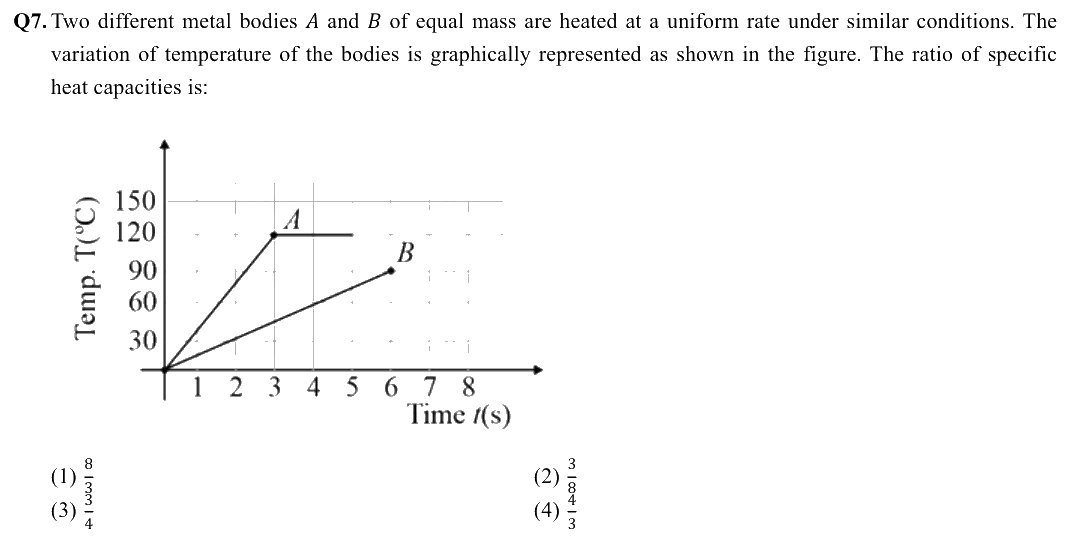 Q7. Two different metal bodies A and B of equal mass are heated at a uniform rate under similar conditions. The
variation of temperature of the bodies is graphically represented as shown in the figure. The ratio of specific
heat capacities is:
Temp. T(°C)
150
120
90
60
30
A
B
1 2 3 4 5 6 7 8
Time t(s)
(1) 8/3
(2) 3/8
(3) 3/4
(4) 4/3